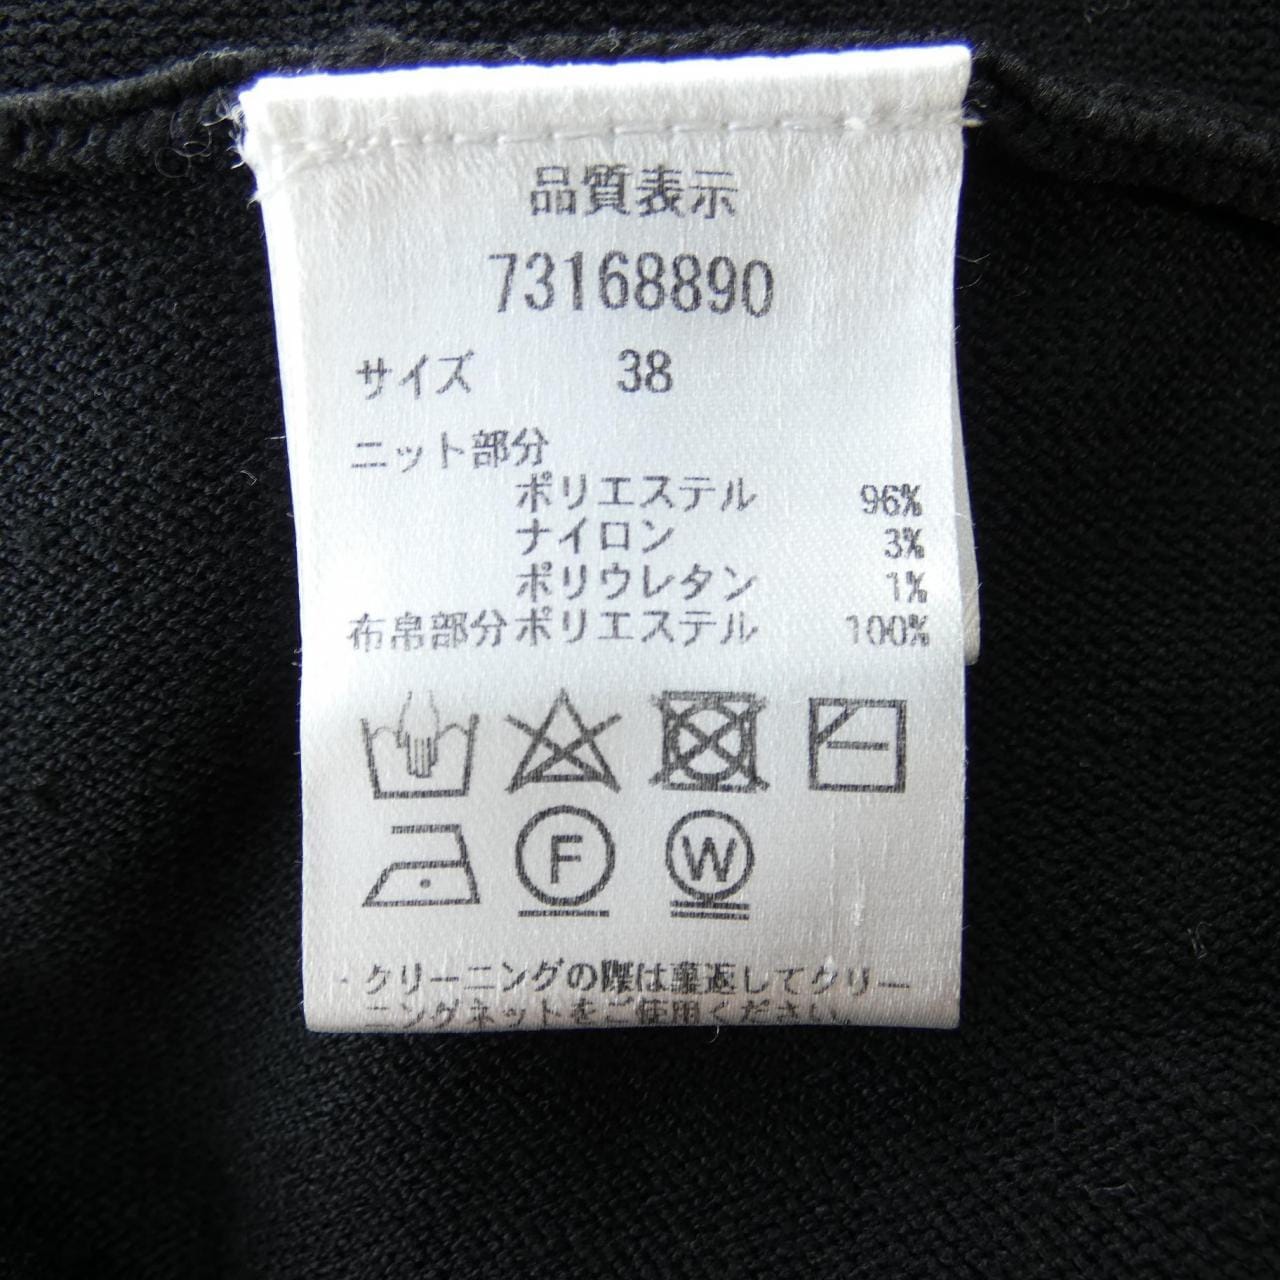 品質表示
73168890
サイズ 38
ニット部分
ポリエステル 96%
ナイロン 3%
ポリウレタン 1%
布帛部分ポリエステル 100%
F W
・クリーニングの際は裏返してクリー
ニングネットをご使用ください。